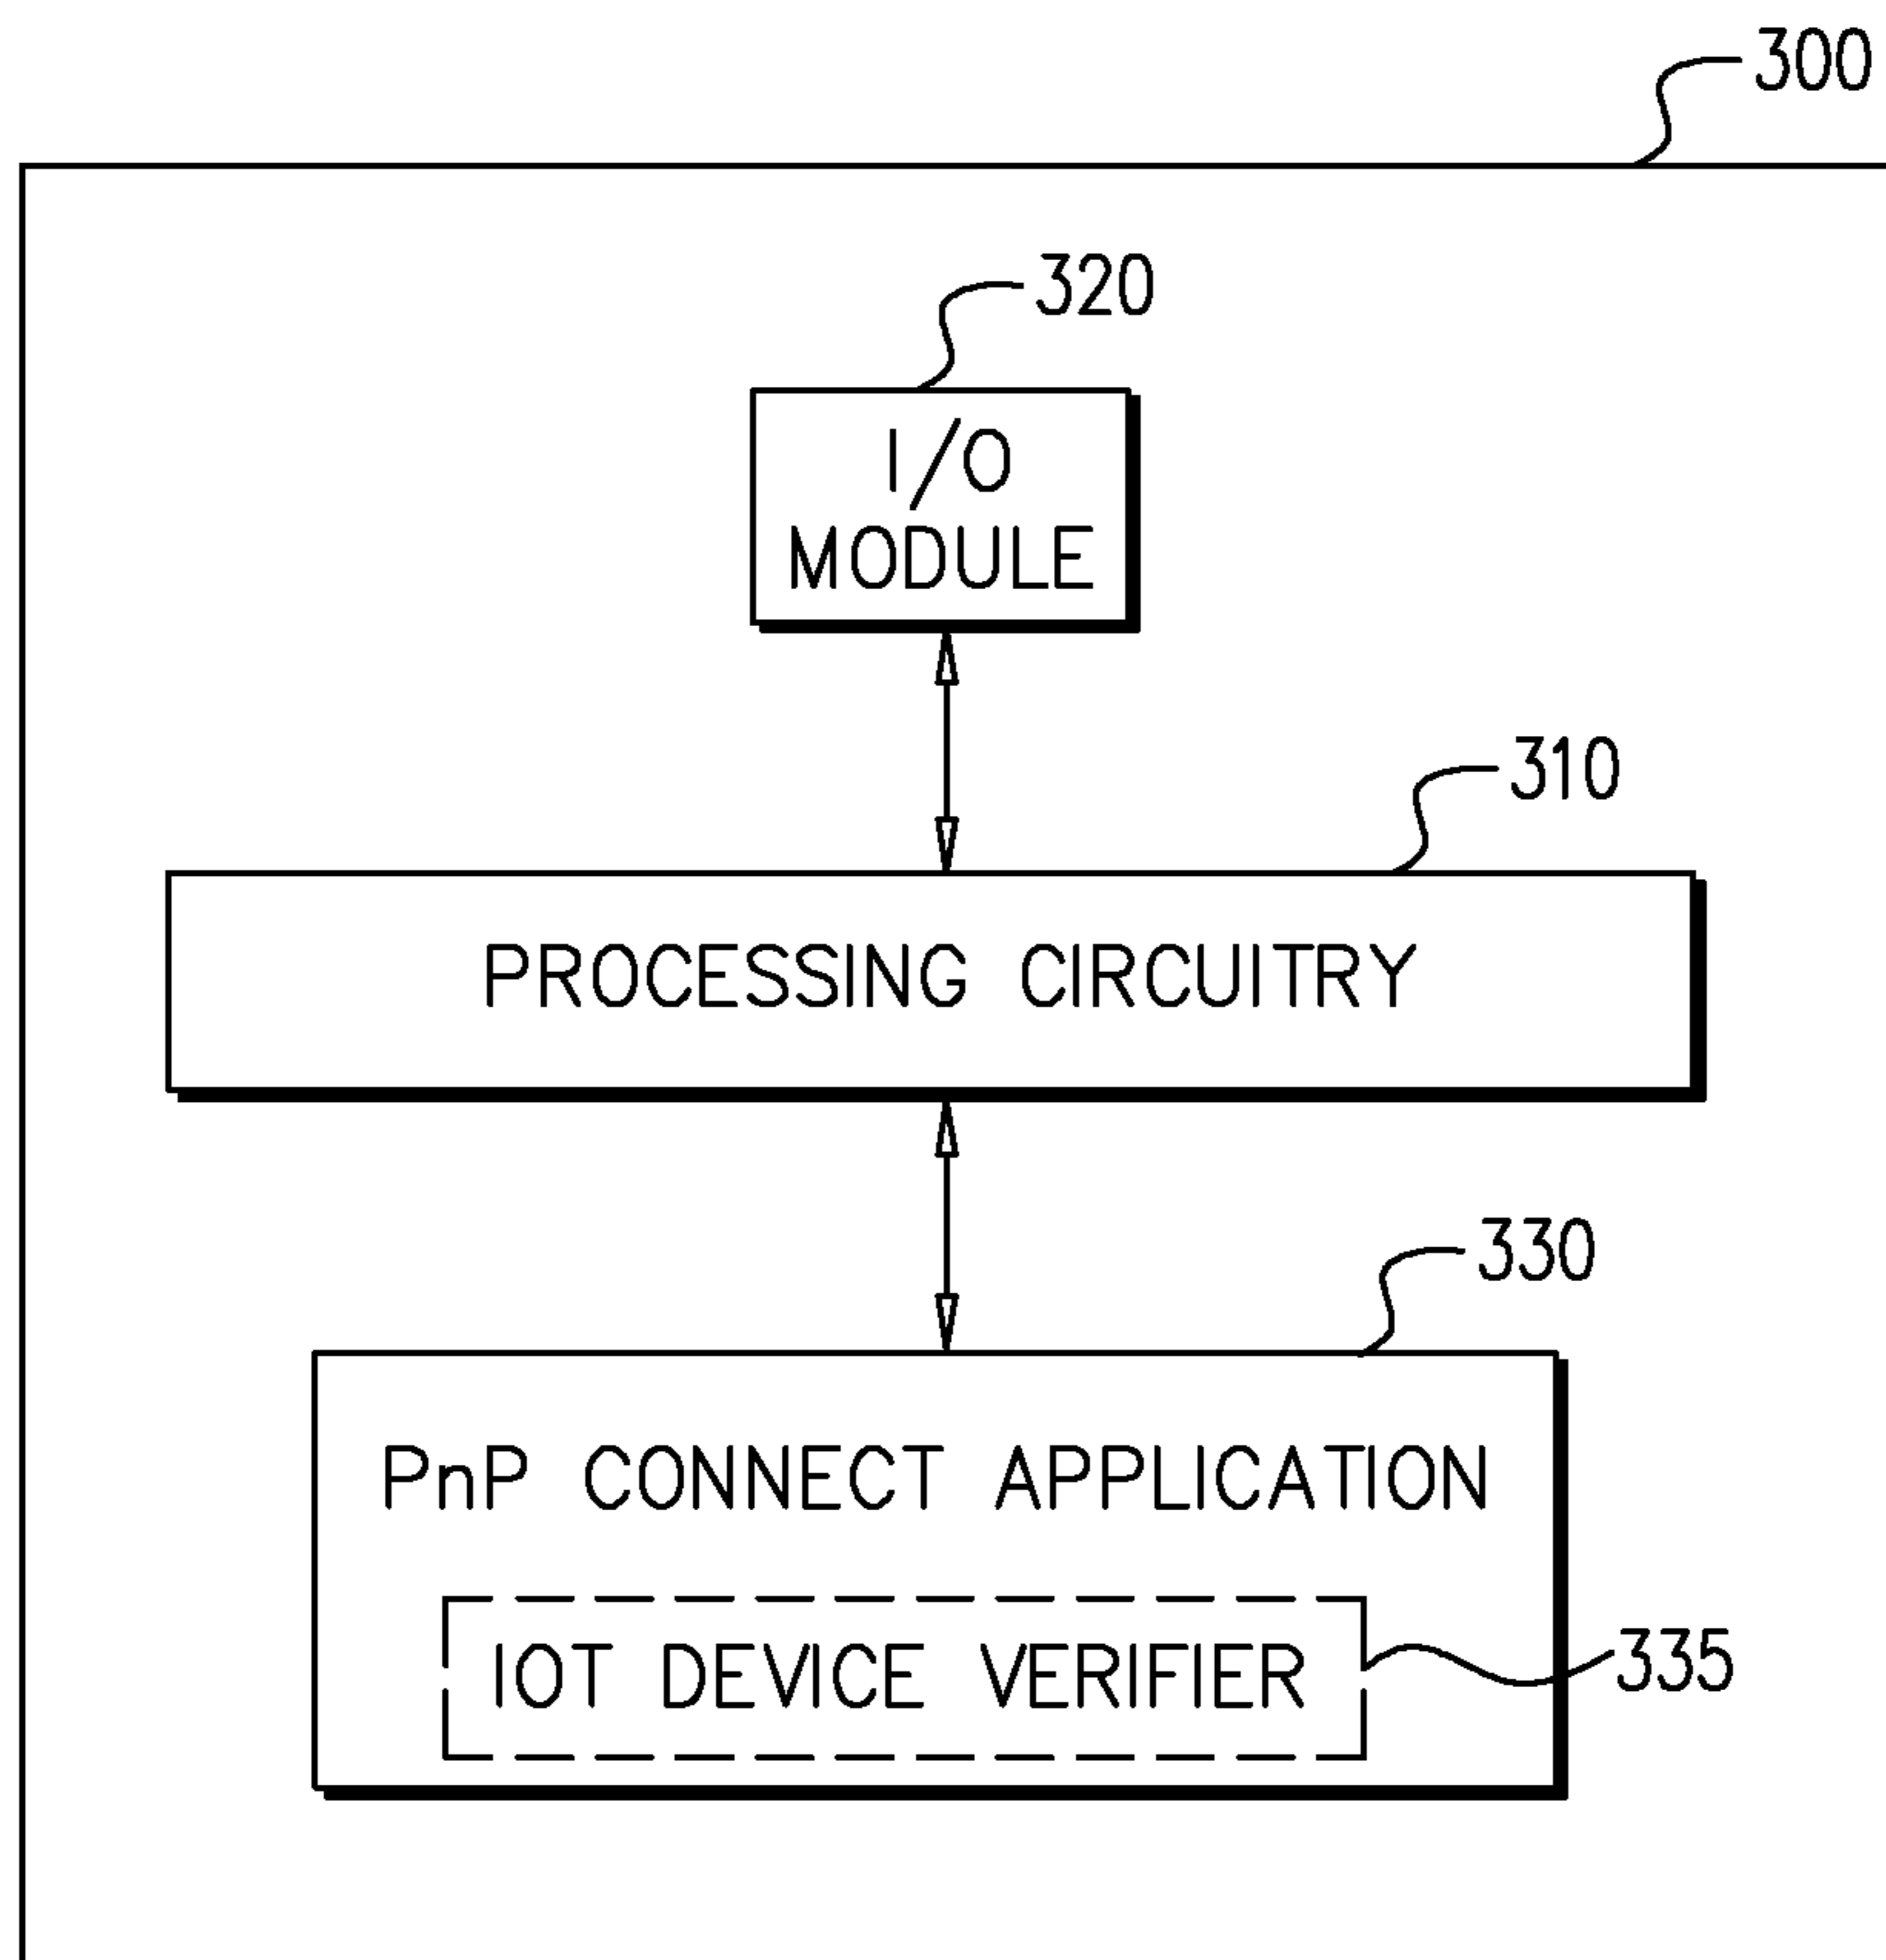 300
320
I/O
MODULE
310
PROCESSING CIRCUITRY
330
PnP CONNECT APPLICATION
IOT DEVICE VERIFIER
335